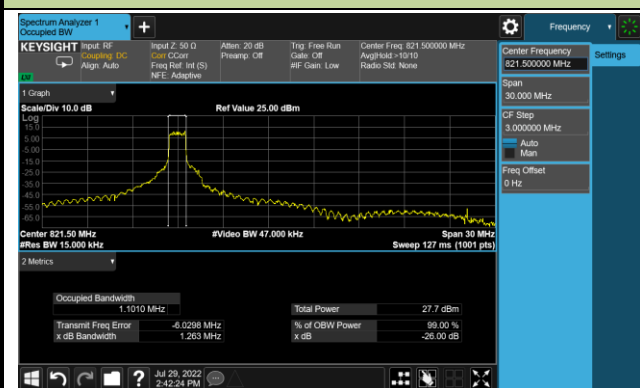 Spectrum Analyzer 1
Occupied BW
Frequency
KEYSIGHT
Input: RF
Coupling: DC
Align: Auto
Input Z: 50 Ω
Corr CCorr
Freq Ref: Int (S)
NFE: Adaptive
Atten: 20 dB
Preamp: Off
Trig: Free Run
Gate: Off
#IF Gain: Low
Center Freq: 821.500000 MHz
Avg|Hold:>10/10
Radio Std: None
Center Frequency
821.500000 MHz
Settings
Span
30.000 MHz
CF Step
3.000000 MHz
Auto
Man
Freq Offset
0 Hz
1 Graph
Scale/Div 10.0 dB
Ref Value 25.00 dBm
Log
15.0
5.00
-5.00
-15.0
-25.0
-35.0
-45.0
-55.0
-65.0
Center 821.50 MHz
#Video BW 47.000 kHz
Span 30 MHz
#Res BW 15.000 kHz
Sweep 127 ms (1001 pts)
2 Metrics
Occupied Bandwidth
1.1010 MHz
Total Power
27.7 dBm
Transmit Freq Error
-6.0298 MHz
% of OBW Power
99.00 %
x dB Bandwidth
1.263 MHz
x dB
-26.00 dB
Jul 29, 2022
2:42:24 PM